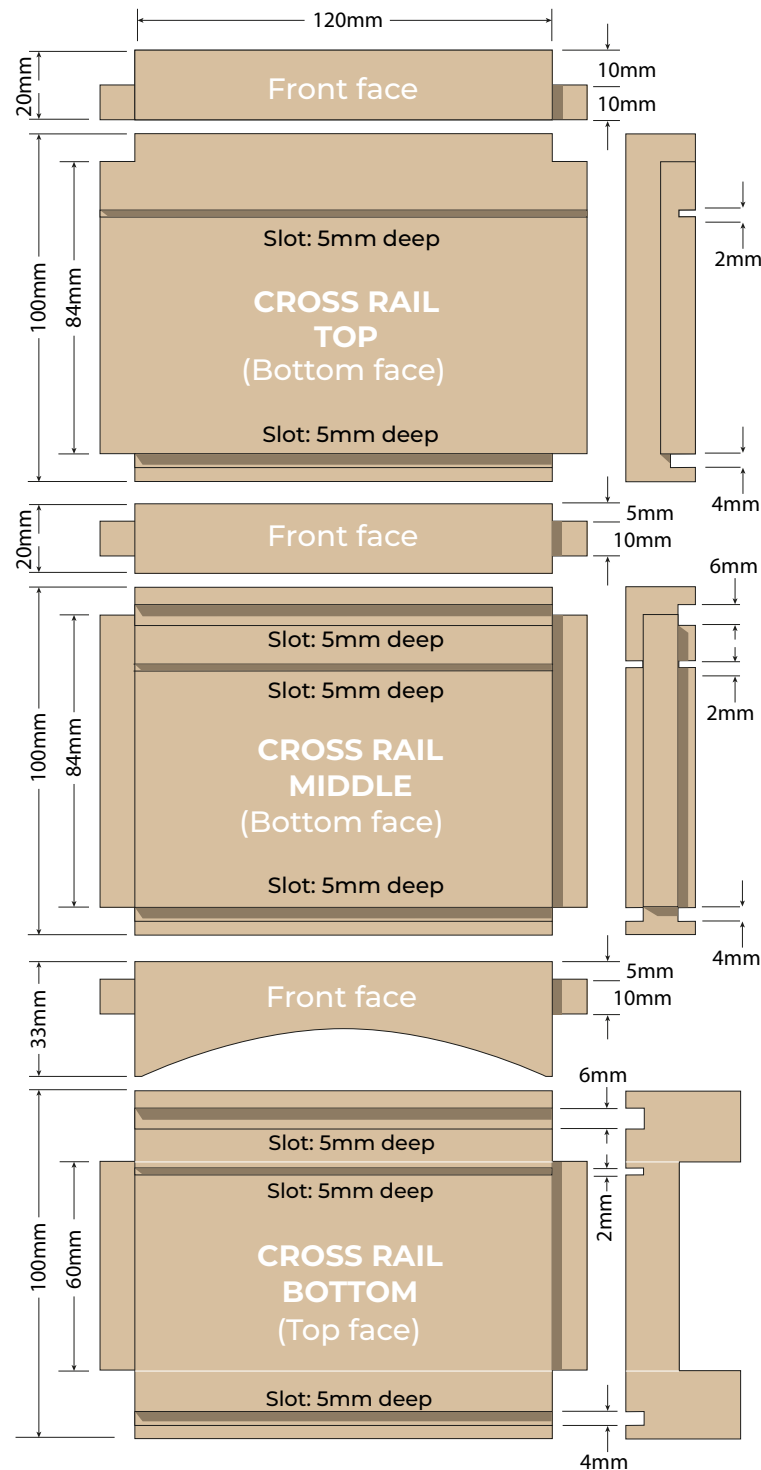 120mm
20mm
Front face
10mm
10mm
100mm
84mm
Slot: 5mm deep
2mm
CROSS RAIL
TOP
(Bottom face)
Slot: 5mm deep
4mm
20mm
Front face
5mm
10mm
6mm
100mm
84mm
Slot: 5mm deep
Slot: 5mm deep
2mm
CROSS RAIL
MIDDLE
(Bottom face)
Slot: 5mm deep
4mm
33mm
Front face
5mm
10mm
6mm
100mm
60mm
Slot: 5mm deep
Slot: 5mm deep
2mm
CROSS RAIL
BOTTOM
(Top face)
Slot: 5mm deep
4mm